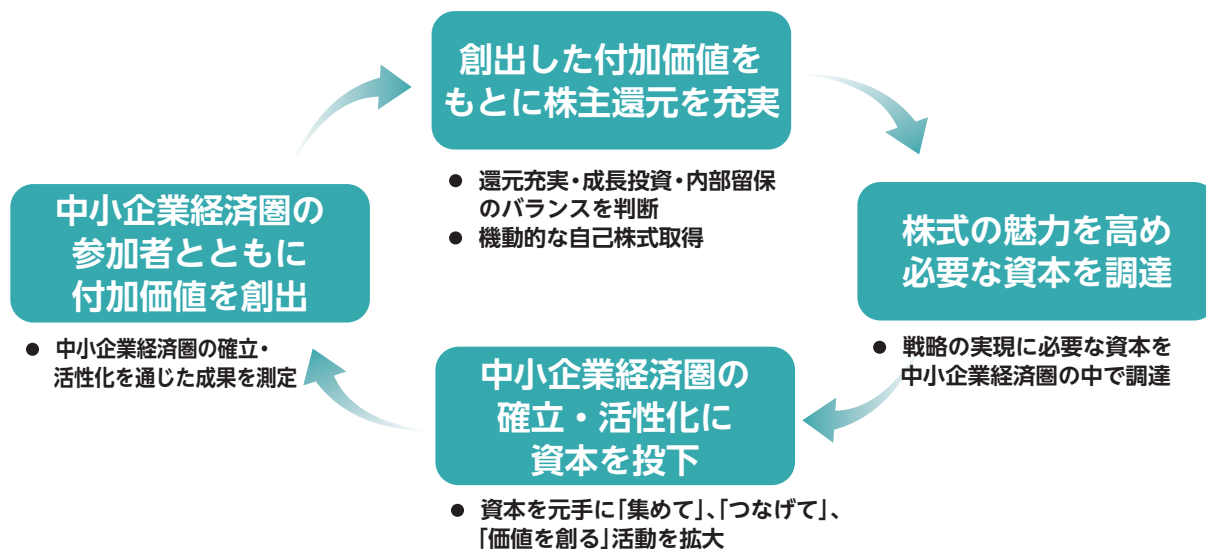 創出した付加価値を
もとに株主還元を充実
● 還元充実・成長投資・内部留保
のバランスを判断
● 機動的な自己株式取得
株式の魅力を高め
必要な資本を調達
● 戦略の実現に必要な資本を
中小企業経済圏の中で調達
中小企業経済圏の
確立・活性化に
資本を投下
● 資本を元手に「集めて」、「つなげて」、
「価値を創る」活動を拡大
中小企業経済圏の
参加者とともに
付加価値を創出
● 中小企業経済圏の確立・
活性化を通じた成果を測定